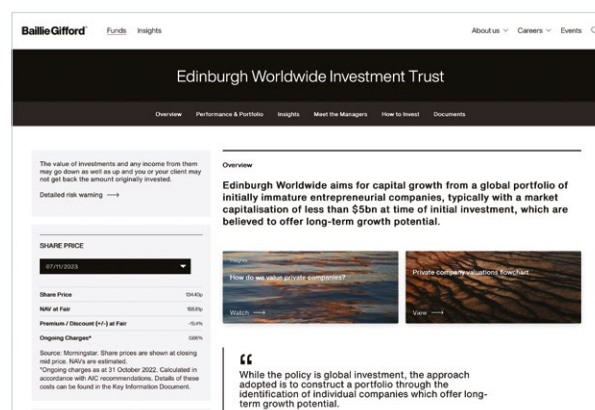 Baillie Gifford
Funds Insights
About us Careers Events
Edinburgh Worldwide Investment Trust
Overview Performance & Portfolio Insights Meet the Managers How to Invest Documents
The value of investments and any income from them
may go down as well as up and you or your client may
not get back the amount originally invested.
Detailed risk warning
SHARE PRICE
07/11/2023
Share Price
NAV at Fair
Premium / Discount (+/-) at Fair
Ongoing Charges*
Source: Morningstar. Share prices are shown at closing
mid price. NAVs are estimated.
*Ongoing charges as at 31 October 2022. Calculated in
accordance with AIC recommendations. Details of these
costs can be found in the Key Information Document.
Overview
Edinburgh Worldwide aims for capital growth from a global portfolio of
initially immature entrepreneurial companies, typically with a market
capitalisation of less than $5bn at time of initial investment, which are
believed to offer long-term growth potential.
Insights
How do we value private companies?
Watch
Private company valuations flowchart
View
“
While the policy is global investment, the approach
adopted is to construct a portfolio through the
identification of individual companies which offer long-
term growth potential.